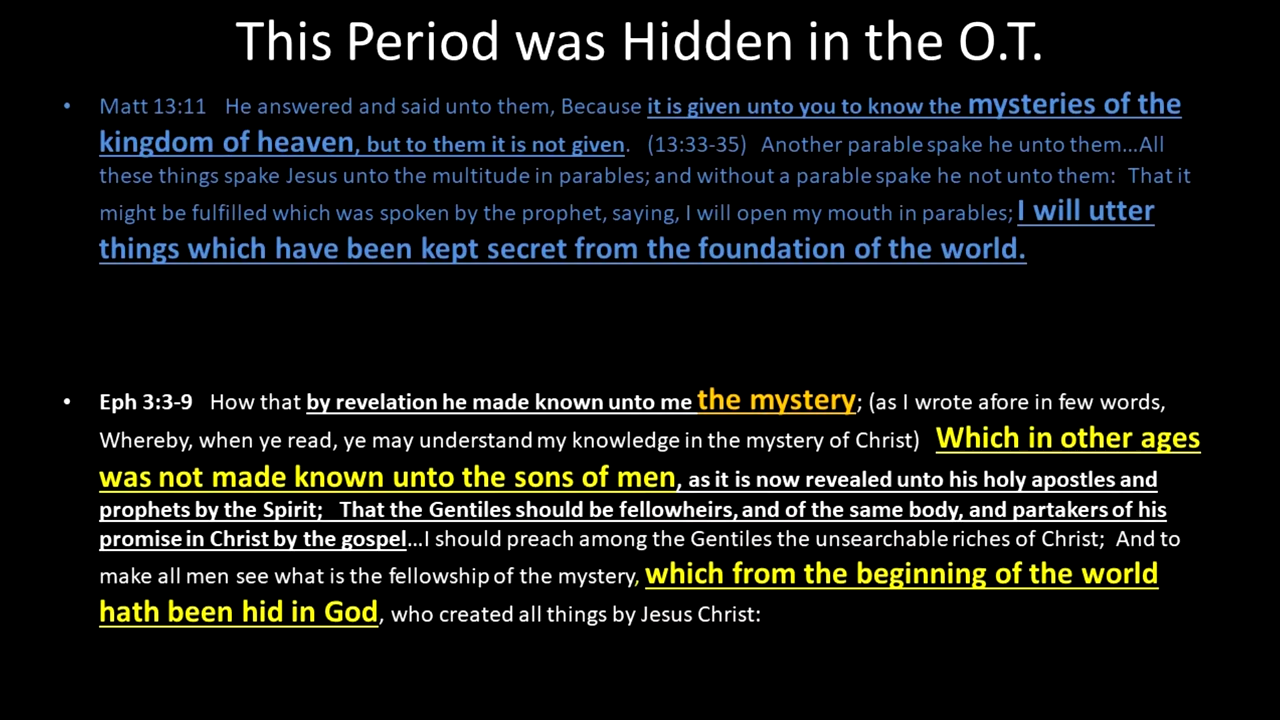 This Period was Hidden in the O.T.
• Matt 13:11 He answered and said unto them, Because it is given unto you to know the mysteries of the
kingdom of heaven, but to them it is not given. (13:33-35) Another parable spake he unto them...All
these things spake Jesus unto the multitude in parables; and without a parable spake he not unto them: That it
might be fulfilled which was spoken by the prophet, saying, I will open my mouth in parables; I will utter
things which have been kept secret from the foundation of the world.
• Eph 3:3-9 How that by revelation he made known unto me the mystery; (as I wrote afore in few words,
Whereby, when ye read, ye may understand my knowledge in the mystery of Christ) Which in other ages
was not made known unto the sons of men, as it is now revealed unto his holy apostles and
prophets by the Spirit; That the Gentiles should be fellowheirs, and of the same body, and partakers of his
promise in Christ by the gospel...I should preach among the Gentiles the unsearchable riches of Christ; And to
make all men see what is the fellowship of the mystery, which from the beginning of the world
hath been hid in God, who created all things by Jesus Christ: